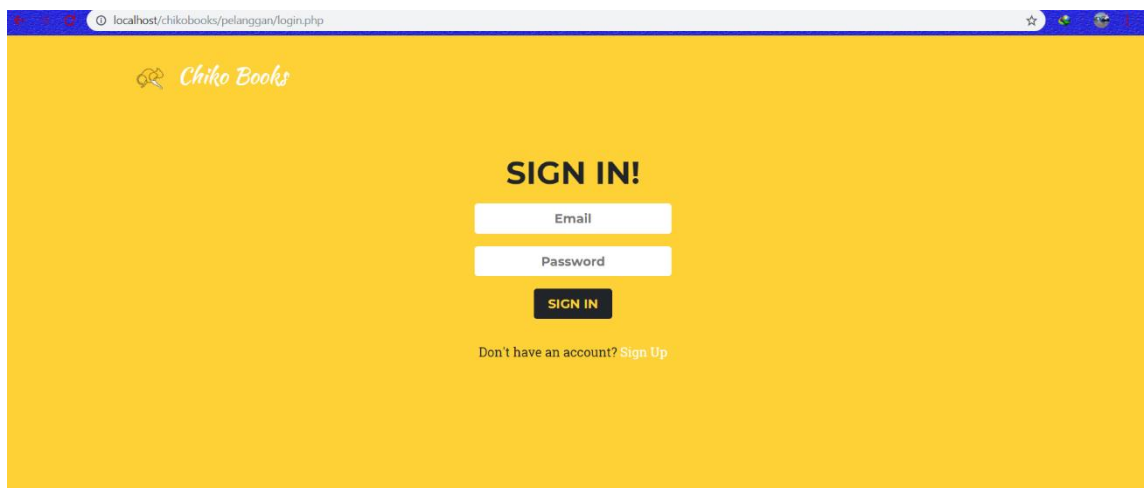 localhost/chikobooks/pelanggan/login.php
Chiko Books
SIGN IN!
Email
Password
SIGN IN
Don't have an account? Sign Up